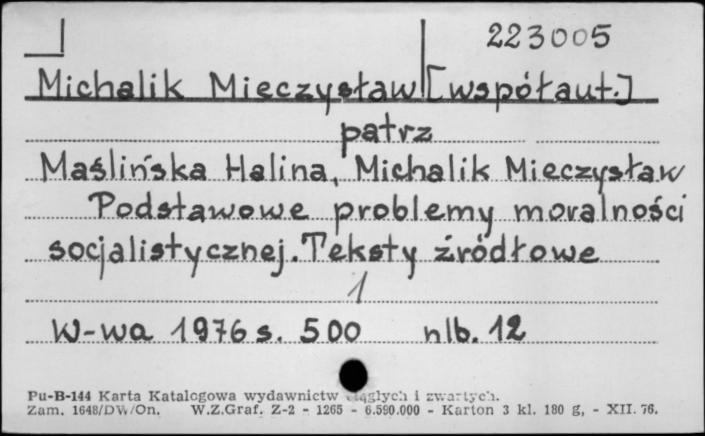 223005
Michalik Mieczysław [współaut.]
patrz
Maślińska Halina, Michalik Mieczysław
Podstawowe problemy moralności
socjalistycznej. Teksty źródłowe
1
W-wa 1976 s. 500 nlb. 12
Pu-B-144 Karta Katalogowa wydawnictw ciągłych i zwartych.
Zam. 1648/DW/On. W.Z.Graf. Z-2 - 1265 - 6.590.000 - Karton 3 kl. 180 g, - XII. 76.